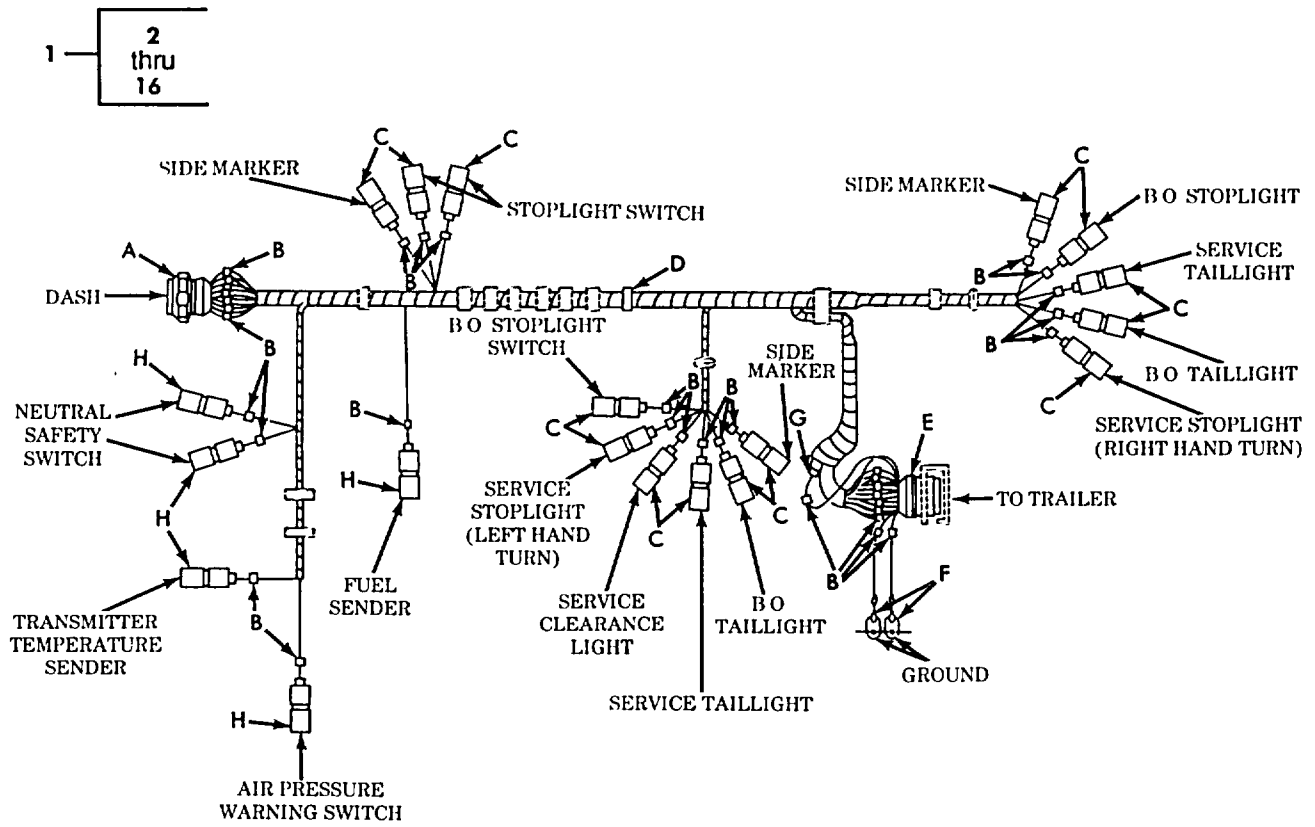 1
2
thru
16
C
C
SIDE MARKER
STOPLIGHT SWITCH
B
A
B
DASH
B
D
C
SIDE MARKER
B O STOPLIGHT
SERVICE
TAILLIGHT
B
C
B
B O TAILLIGHT
C
SERVICE STOPLIGHT
(RIGHT HAND TURN)
H
B
NEUTRAL
SAFETY
SWITCH
H
B
H
FUEL
SENDER
B O STOPLIGHT
SWITCH
B
B
SIDE
MARKER
C
G
E
SERVICE
STOPLIGHT
(LEFT HAND
TURN)
C
C
TO TRAILER
B
F
GROUND
SERVICE
CLEARANCE
LIGHT
B O
TAILLIGHT
SERVICE TAILLIGHT
TRANSMITTER
TEMPERATURE
SENDER
B
H
AIR PRESSURE
WARNING SWITCH